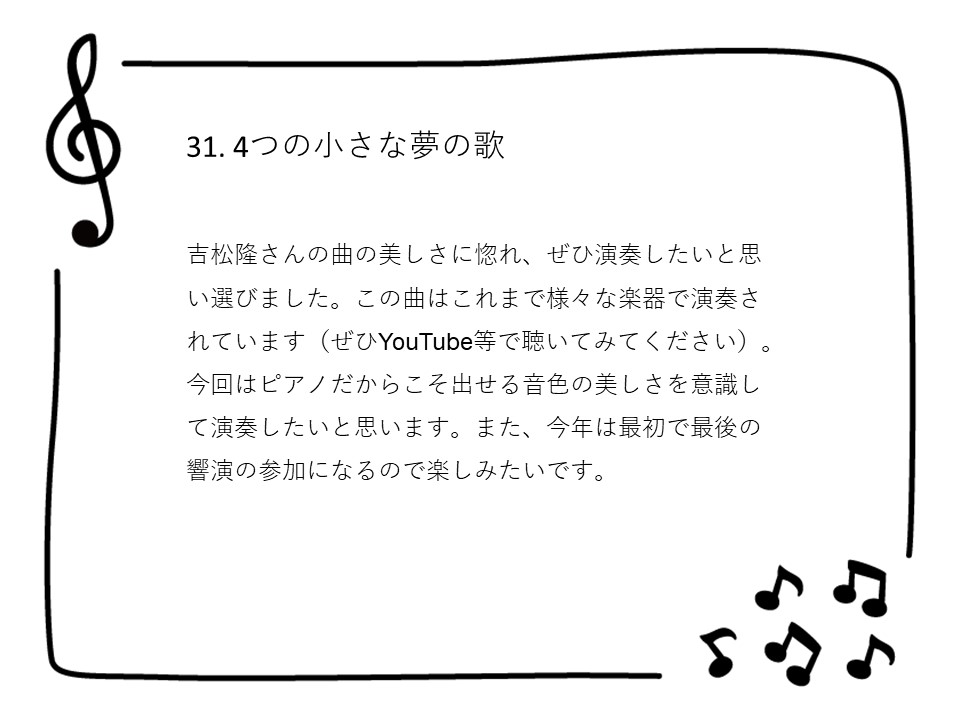 31. 4つの小さな夢の歌
吉松隆さんの曲の美しさに惚れ、ぜひ演奏したいと思
い選びました。この曲はこれまで様々な楽器で演奏さ
れています（ぜひYouTube等で聴いてみてください）。
今回はピアノだからこそ出せる音色の美しさを意識し
て演奏したいと思います。また、今年は最初で最後の
響演の参加になるので楽しみたいです。